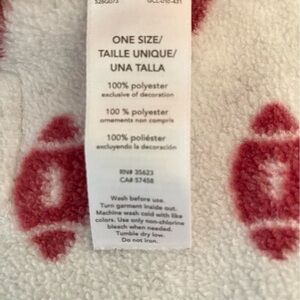 ONE SIZE/
TAILLE UNIQUE/
UNA TALLA
100% polyester
exclusive of decoration
100 % polyester
ornements non compris
100% poliéster
excluyendo la decoración
RN# 35623
CA# 57458
Wash before use.
Turn garment inside out.
Machine wash cold with like
colors. Use only non-chlorine
bleach when needed.
Tumble dry low.
Do not iron.